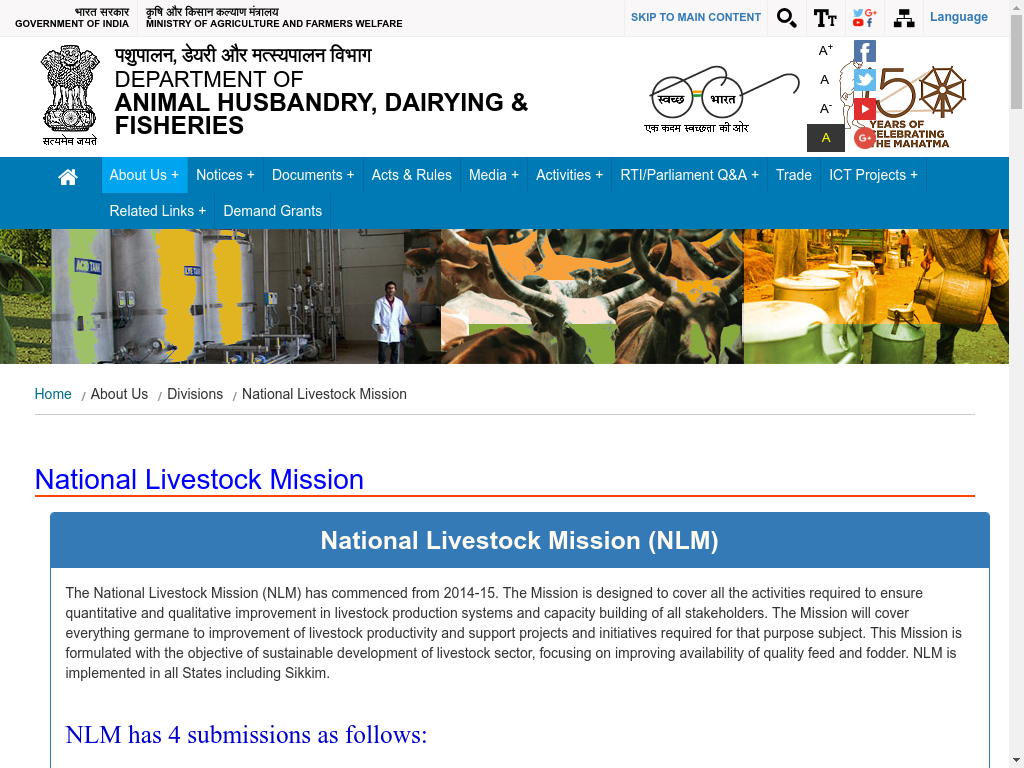 भारत सरकार
GOVERNMENT OF INDIA
कृषि और किसान कल्याण मंत्रालय
MINISTRY OF AGRICULTURE AND FARMERS WELFARE
SKIP TO MAIN CONTENT
Language
सत्यमेव जयते
पशुपालन, डेयरी और मत्स्यपालन विभाग
DEPARTMENT OF
ANIMAL HUSBANDRY, DAIRYING &
FISHERIES
स्वच्छ भारत
एक कदम स्वच्छता की ओर
A+
A
A-
A
50
YEARS OF
CELEBRATING
THE MAHATMA
About Us + Notices + Documents + Acts & Rules Media + Activities + RTI/Parliament Q&A + Trade ICT Projects +
Related Links + Demand Grants
ACID TANK
LYE TANK
Home / About Us / Divisions / National Livestock Mission
National Livestock Mission
National Livestock Mission (NLM)
The National Livestock Mission (NLM) has commenced from 2014-15. The Mission is designed to cover all the activities required to ensure
quantitative and qualitative improvement in livestock production systems and capacity building of all stakeholders. The Mission will cover
everything germane to improvement of livestock productivity and support projects and initiatives required for that purpose subject. This Mission is
formulated with the objective of sustainable development of livestock sector, focusing on improving availability of quality feed and fodder. NLM is
implemented in all States including Sikkim.
NLM has 4 submissions as follows: